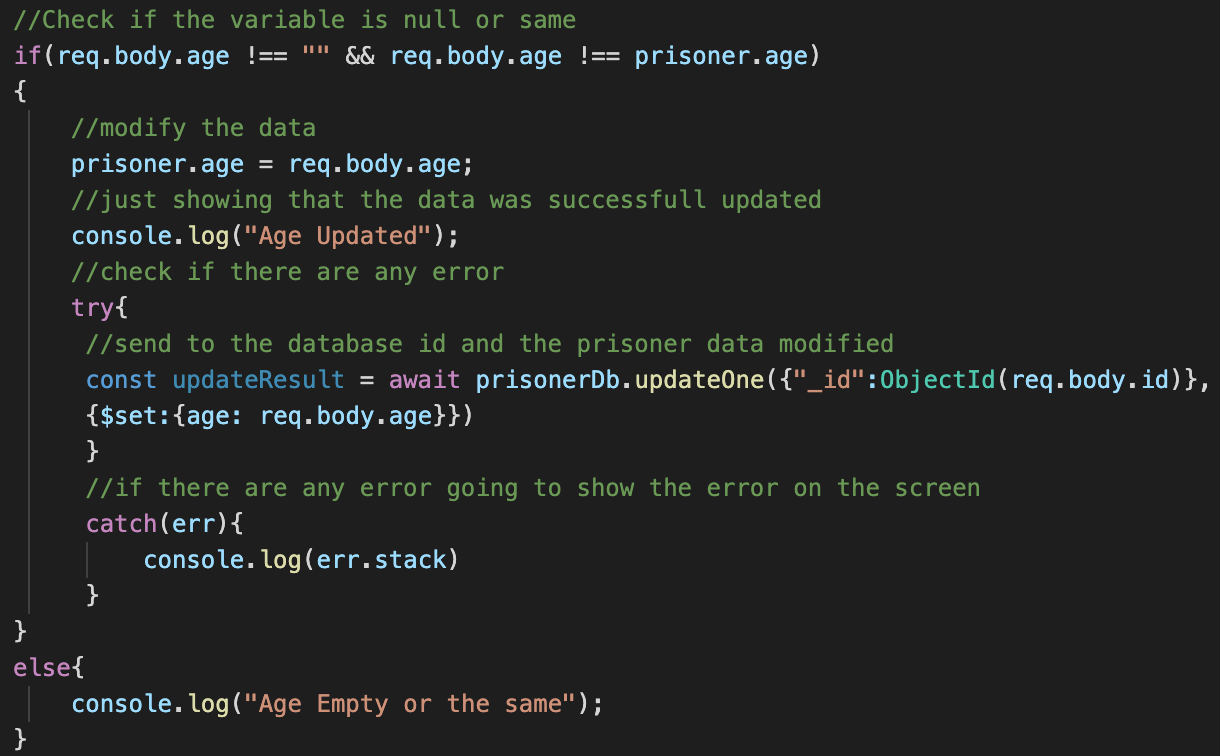 //Check if the variable is null or same
if(req.body.age !== "" && req.body.age !== prisoner.age)
{
    //modify the data
    prisoner.age = req.body.age;
    //just showing that the data was successfull updated
    console.log("Age Updated");
    //check if there are any error
    try{
     //send to the database id and the prisoner data modified
     const updateResult = await prisonerDb.updateOne({"_id":ObjectId(req.body.id)},
     {$set:{age: req.body.age}})
     }
     //if there are any error going to show the error on the screen
     catch(err){
         console.log(err.stack)
     }
}
else{
    console.log("Age Empty or the same");
}